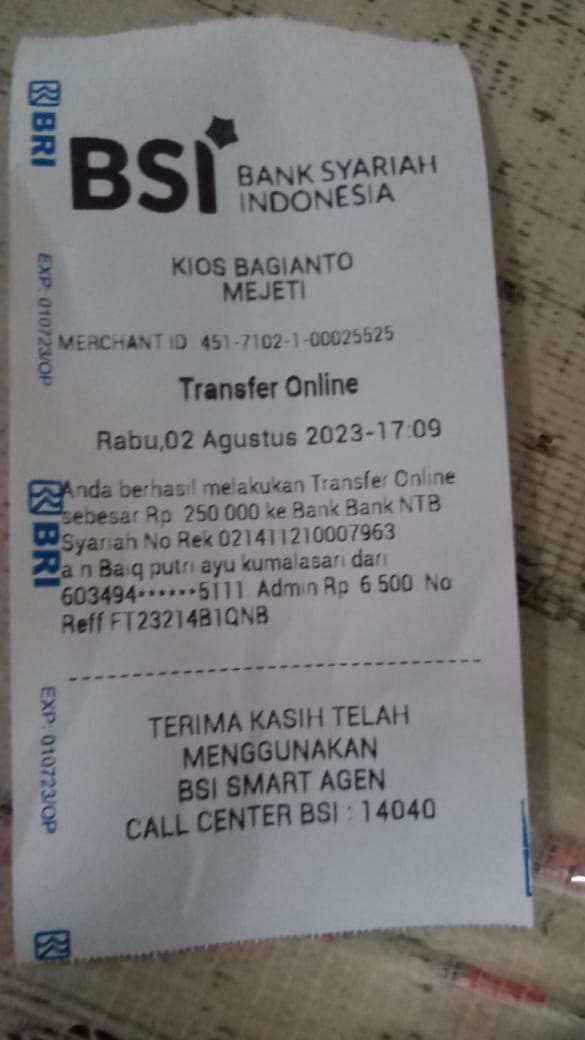 BRI
BSI BANK SYARIAH
INDONESIA
KIOS BAGIANTO
MEJETI
EXP: 010723/OP
MERCHANT ID 451-7102-1-00025525
Transfer Online
Rabu,02 Agustus 2023-17:09
BRI
Anda berhasil melakukan Transfer Online
sebesar Rp 250 000 ke Bank Bank NTB
Syariah No Rek 021411210007963
a n Baiq putri ayu kumalasari dari
603494******5111 Admin Rp 6.500 No
Reff FT23214B1QNB
EXP: 010723/OP
TERIMA KASIH TELAH
MENGGUNAKAN
BSI SMART AGEN
CALL CENTER BSI : 14040